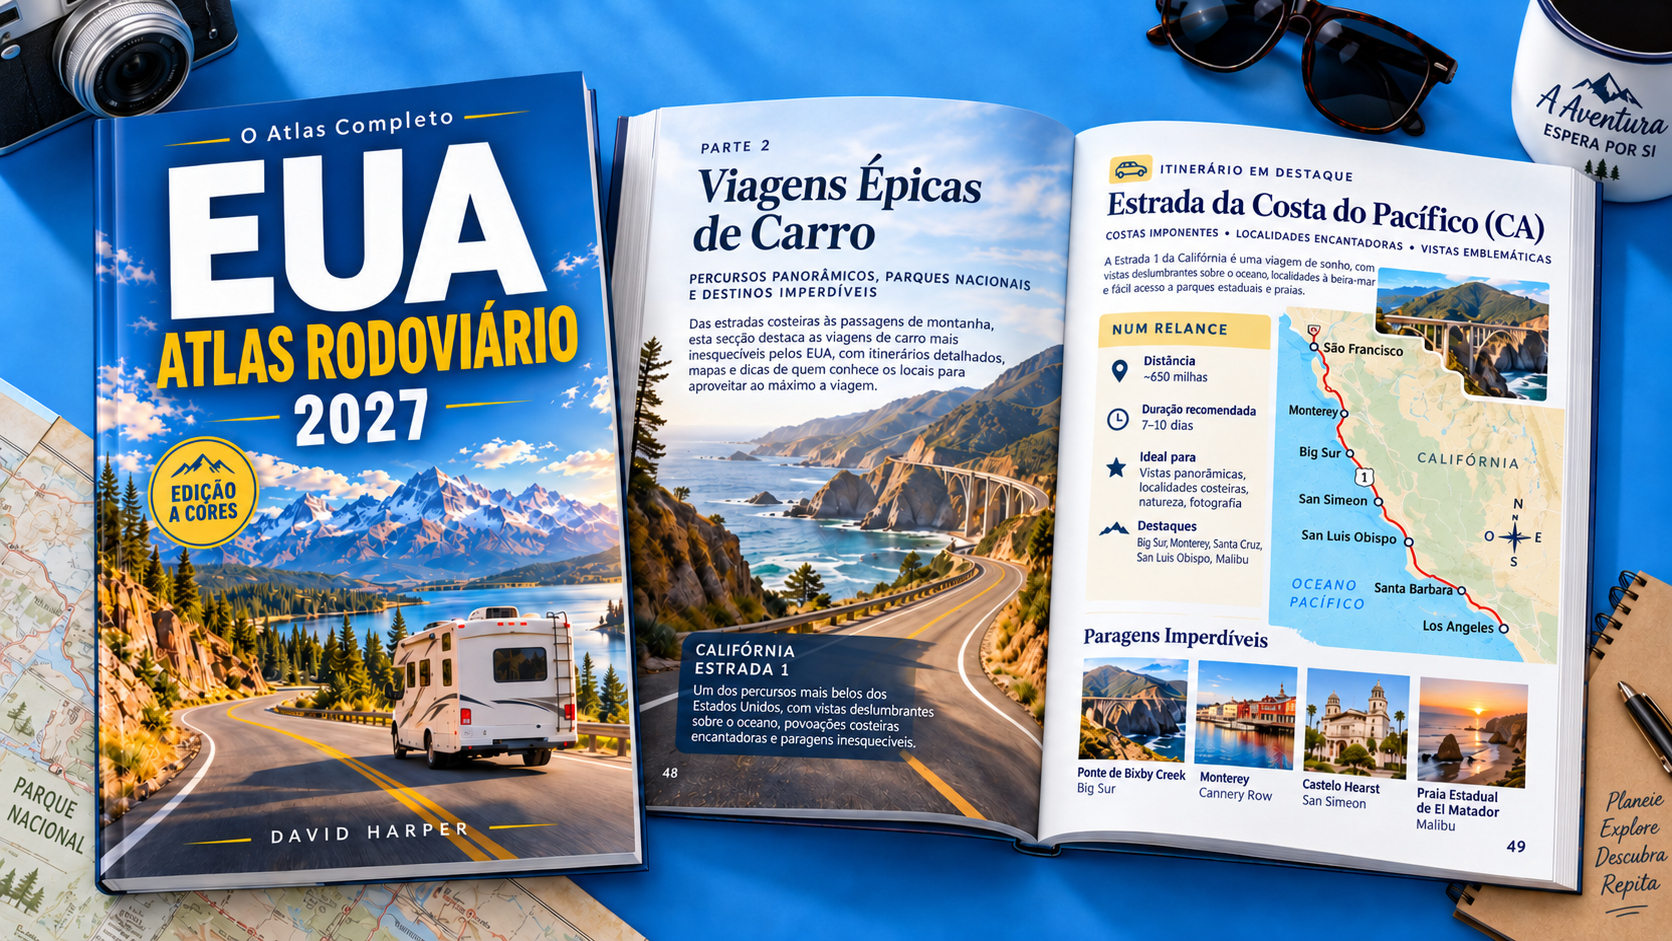 O Atlas Completo
EUA
ATLAS RODOVIÁRIO
2027
EDIÇÃO
A CORES
DAVID HARPER
PARQUE
NACIONAL
PARTE 2
Viagens Épicas
de Carro
PERCURSOS PANORÂMICOS, PARQUES NACIONAIS
E DESTINOS IMPERDÍVEIS
Das estradas costeiras às passagens de montanha,
esta secção destaca as viagens de carro mais
inesquecíveis pelos EUA, com itinerários detalhados,
mapas e dicas de quem conhece os locais para
aproveitar ao máximo a viagem.
CALIFÓRNIA
ESTRADA 1
Um dos percursos mais belos dos
Estados Unidos, com vistas deslumbrantes
sobre o oceano, povoações costeiras
encantadoras e paragens inesquecíveis.
48
ITINERÁRIO EM DESTAQUE
Estrada da Costa do Pacífico (CA)
COSTAS IMPONENTES • LOCALIDADES ENCANTADORAS • VISTAS EMBLEMÁTICAS
A Estrada 1 da Califórnia é uma viagem de sonho, com
vistas deslumbrantes sobre o oceano, localidades à beira-mar
e fácil acesso a parques estaduais e praias.
NUM RELANCE
Distância
~650 milhas
Duração recomendada
7–10 dias
Ideal para
Vistas panorâmicas,
localidades costeiras,
natureza, fotografia
Destaques
Big Sur, Monterey, Santa Cruz,
San Luis Obispo, Malibu
São Francisco
Monterey
Big Sur
1
San Simeon
San Luis Obispo
Santa Barbara
Los Angeles
CALIFÓRNIA
OCEANO
PACÍFICO
N
N
O E
S
Paragens Imperdíveis
Ponte de Bixby Creek
Big Sur
Monterey
Cannery Row
Castelo Hearst
San Simeon
Praia Estadual
de El Matador
Malibu
49
A Aventura
ESPERA POR SI
Planeie
Explore
Descubra
Repita